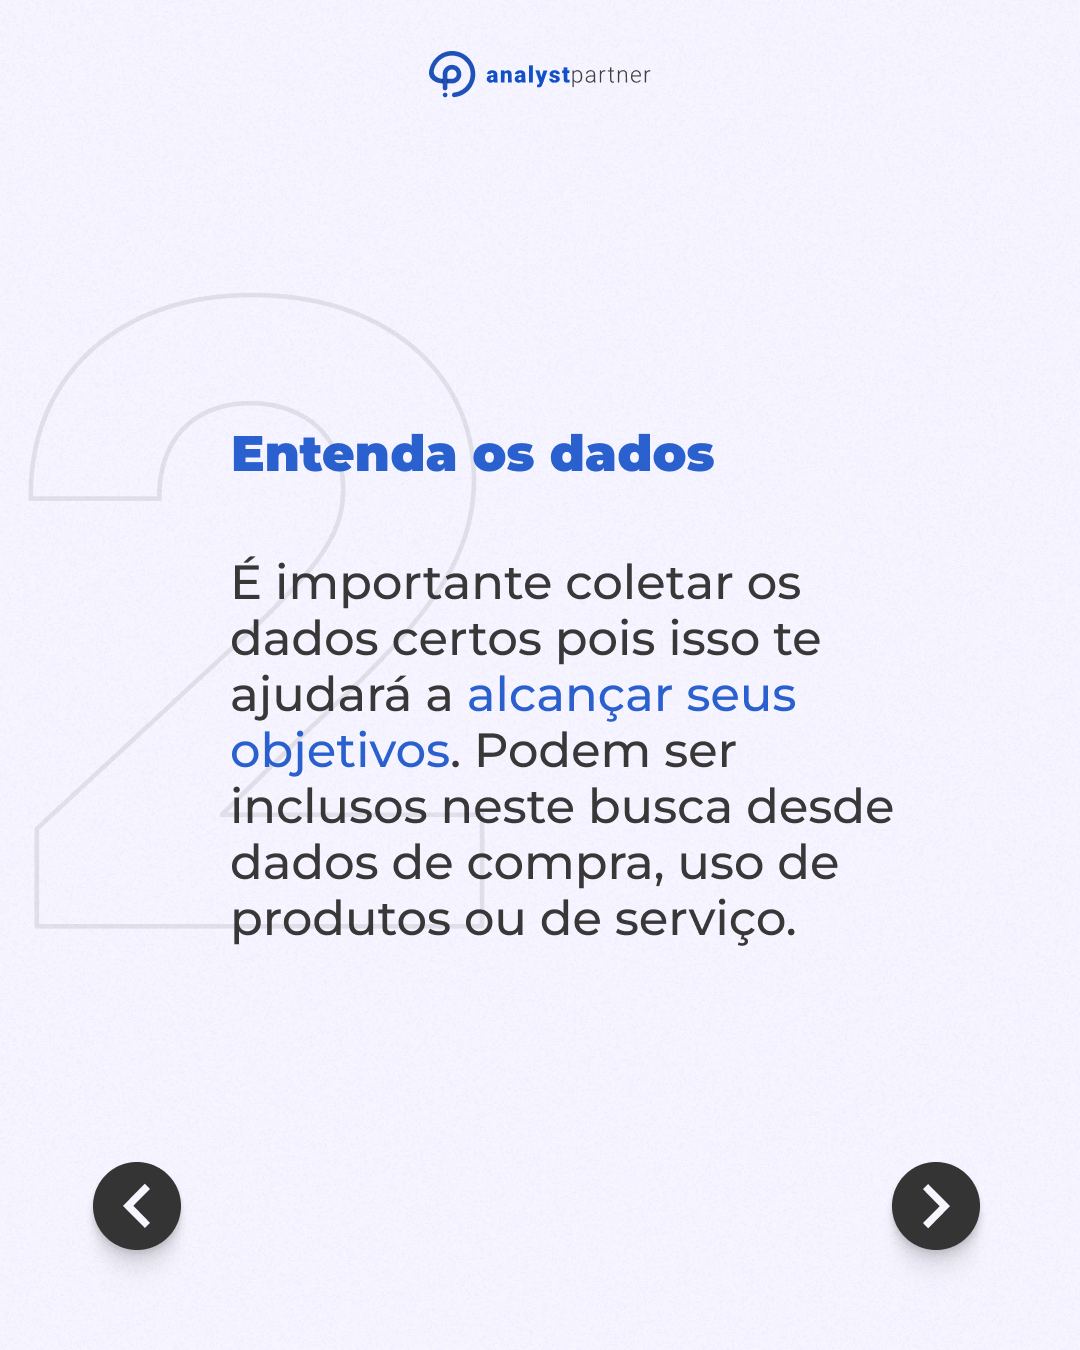 analystpartner
2
Entenda os dados
É importante coletar os
dados certos pois isso te
ajudará a alcançar seus
objetivos. Podem ser
inclusos neste busca desde
dados de compra, uso de
produtos ou de serviço.